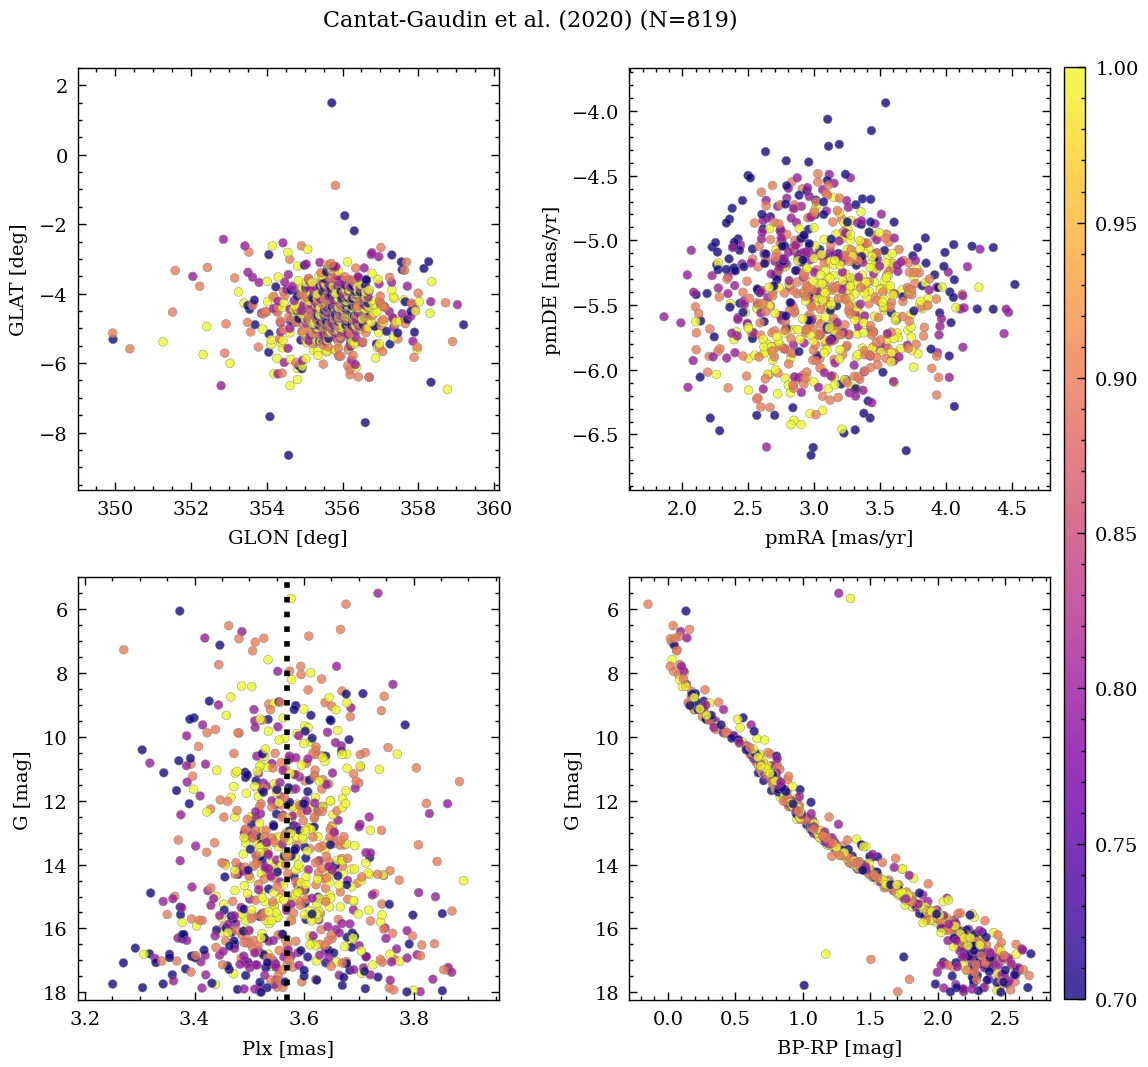 Cantat-Gaudin et al. (2020) (N=819)
2
0
−2
−4
−6
−8
GLAT [deg]
350 352 354 356 358 360
GLON [deg]
−4.0
−4.5
−5.0
−5.5
−6.0
−6.5
pmDE [mas/yr]
2.0 2.5 3.0 3.5 4.0 4.5
pmRA [mas/yr]
1.00
0.95
0.90
0.85
0.80
0.75
0.70
6
8
10
12
14
16
18
G [mag]
3.2 3.4 3.6 3.8
Plx [mas]
6
8
10
12
14
16
18
G [mag]
0.0 0.5 1.0 1.5 2.0 2.5
BP-RP [mag]